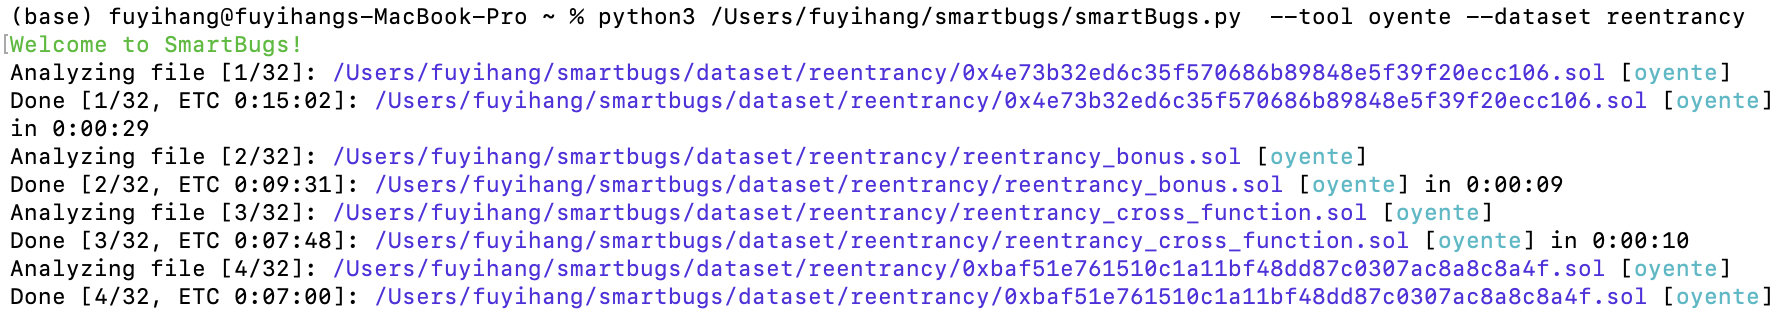 (base) fuyihang@fuyihangs-MacBook-Pro ~ % python3 /Users/fuyihang/smartbugs/smartBugs.py  --tool oyente --dataset reentrancy
[Welcome to SmartBugs!
Analyzing file [1/32]: /Users/fuyihang/smartbugs/dataset/reentrancy/0x4e73b32ed6c35f570686b89848e5f39f20ecc106.sol [oyente]
Done [1/32, ETC 0:15:02]: /Users/fuyihang/smartbugs/dataset/reentrancy/0x4e73b32ed6c35f570686b89848e5f39f20ecc106.sol [oyente]
in 0:00:29
Analyzing file [2/32]: /Users/fuyihang/smartbugs/dataset/reentrancy/reentrancy_bonus.sol [oyente]
Done [2/32, ETC 0:09:31]: /Users/fuyihang/smartbugs/dataset/reentrancy/reentrancy_bonus.sol [oyente] in 0:00:09
Analyzing file [3/32]: /Users/fuyihang/smartbugs/dataset/reentrancy/reentrancy_cross_function.sol [oyente]
Done [3/32, ETC 0:07:48]: /Users/fuyihang/smartbugs/dataset/reentrancy/reentrancy_cross_function.sol [oyente] in 0:00:10
Analyzing file [4/32]: /Users/fuyihang/smartbugs/dataset/reentrancy/0xbaf51e761510c1a11bf48dd87c0307ac8a8c8a4f.sol [oyente]
Done [4/32, ETC 0:07:00]: /Users/fuyihang/smartbugs/dataset/reentrancy/0xbaf51e761510c1a11bf48dd87c0307ac8a8c8a4f.sol [oyente]